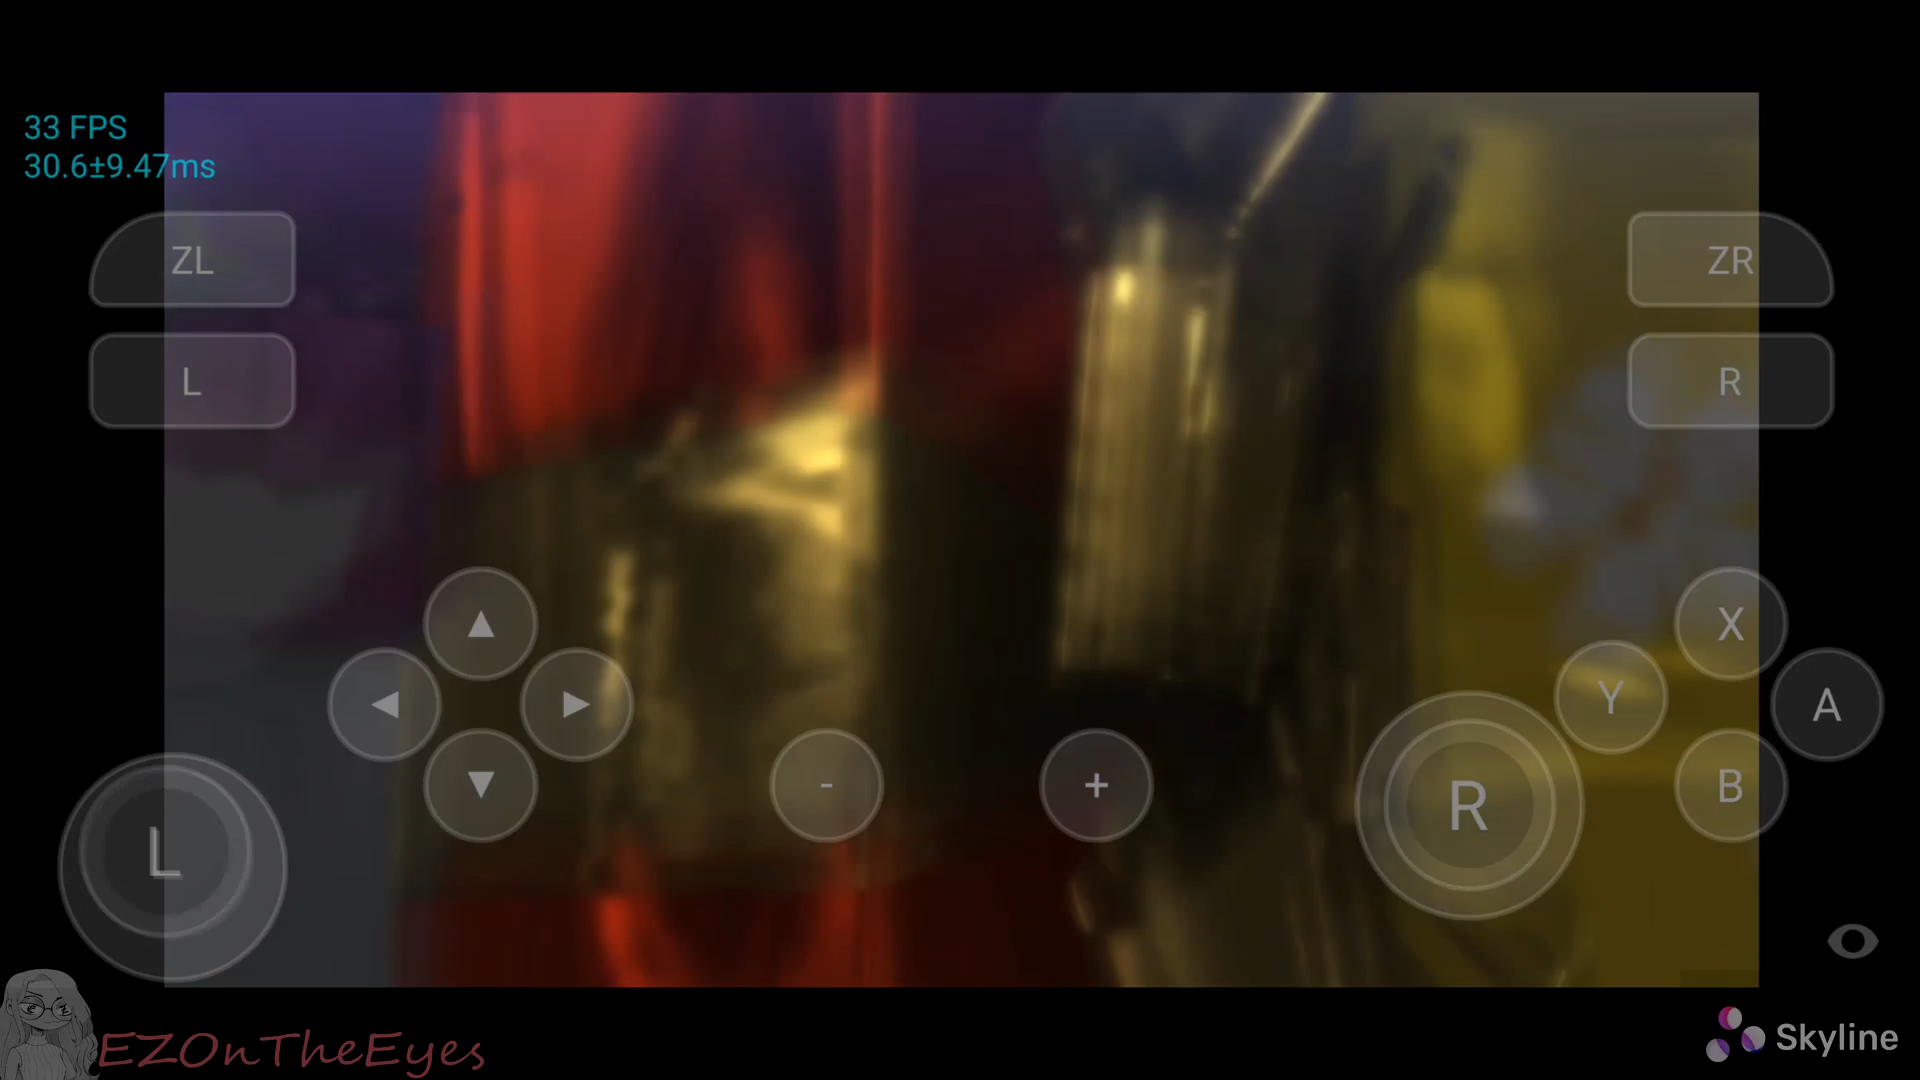 33 FPS
30.6±9.47ms
ZL
ZR
L
R
X
Y
A
-
+
B
L
R
EZOnTheEyes
Skyline